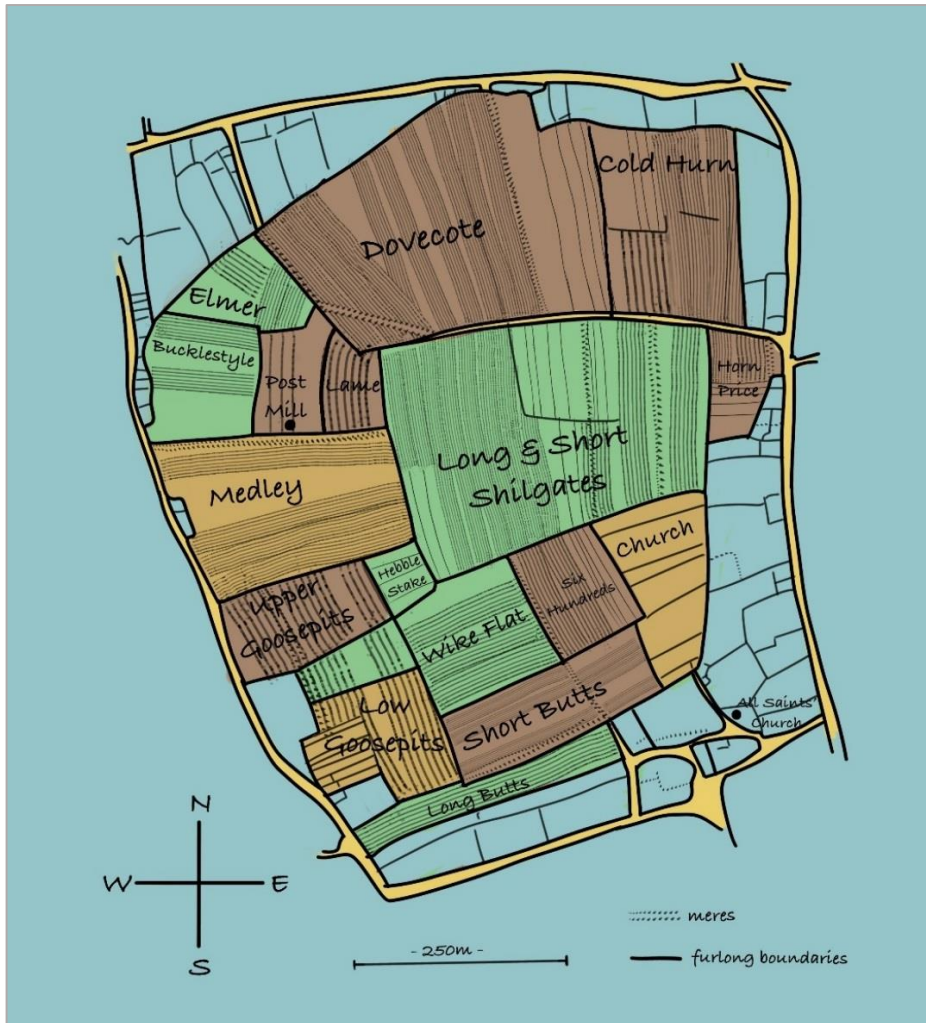 Cold Hurn
Dovecote
Elmer
Bucklestyle
Post
Mill
Lame
Horn
Price
Long & Short
Shilgates
Medley
Church
Hebble
Stake
Six
Hundreds
Upper
Goosepits
Wike Flat
Low
Goosepits
Short Butts
All Saints'
Church
Long Butts
N
W
E
S
- 250m -
meres
furlong boundaries